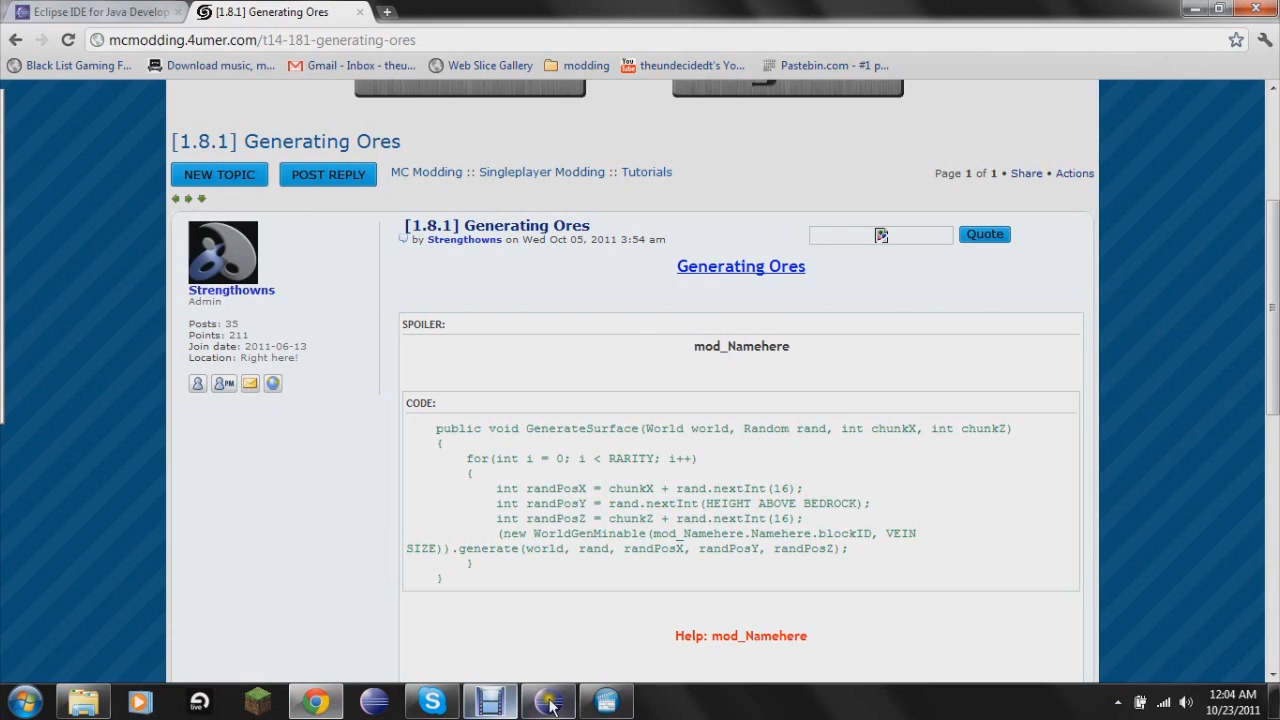 Eclipse IDE for Java Develop
[1.8.1] Generating Ores
mcmodding.4umer.com/t14-181-generating-ores
Black List Gaming F...
Download music, m...
Gmail - Inbox - theu...
Web Slice Gallery
modding
You Tube
theundecidedt's Yo...
Pastebin.com - #1 p...
[1.8.1] Generating Ores
NEW TOPIC
POST REPLY
MC Modding :: Singleplayer Modding :: Tutorials
Page 1 of 1 • Share • Actions
[1.8.1] Generating Ores
by Strengthowns on Wed Oct 05, 2011 3:54 am
Quote
Strengthowns
Admin
Posts: 35
Points: 211
Join date: 2011-06-13
Location: Right here!
PM
Generating Ores
SPOILER:
mod_Namehere
CODE:
public void GenerateSurface(World world, Random rand, int chunkX, int chunkZ)
{
for(int i = 0; i < RARITY; i++)
{
int randPosX = chunkX + rand.nextInt(16);
int randPosY = rand.nextInt(HEIGHT ABOVE BEDROCK);
int randPosZ = chunkZ + rand.nextInt(16);
(new WorldGenMinable(mod_Namehere.Namehere.blockID, VEIN
SIZE)).generate(world, rand, randPosX, randPosY, randPosZ);
}
}
Help: mod_Namehere
live
12:04 AM
10/23/2011